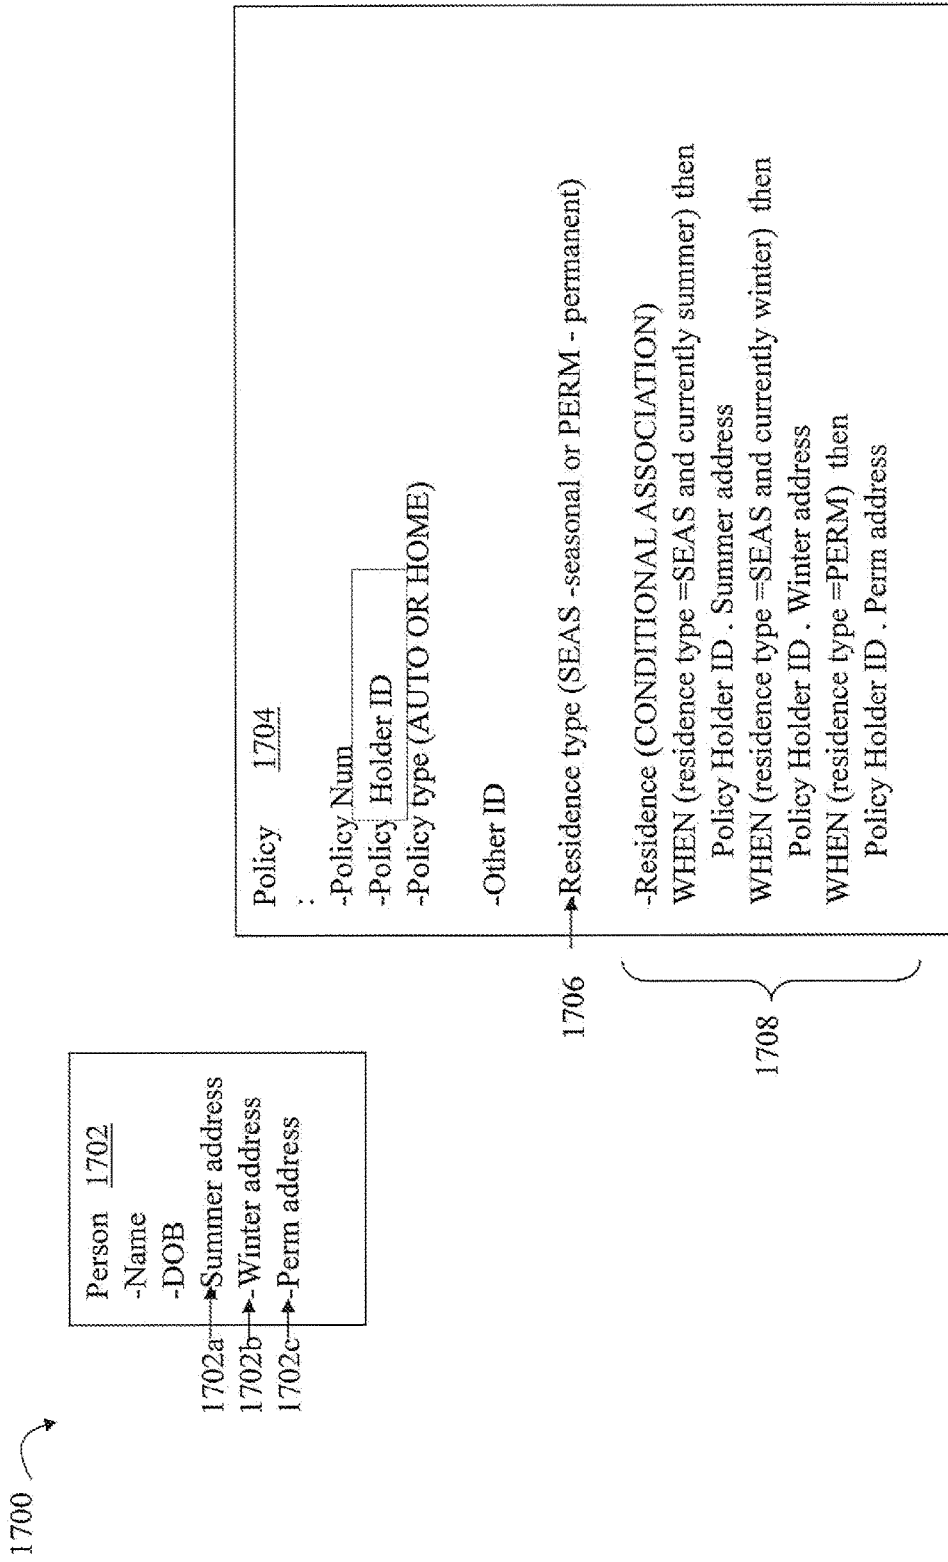 1700
Person 1702
-Name
-DOB
1702a -Summer address
1702b -Winter address
1702c -Perm address
Policy 1704
:
-Policy Num
-Policy Holder ID
-Policy type (AUTO OR HOME)
-Other ID
1706 -Residence type (SEAS -seasonal or PERM - permanent)
1708
-Residence (CONDITIONAL ASSOCIATION)
WHEN (residence type =SEAS and currently summer) then
Policy Holder ID . Summer address
WHEN (residence type =SEAS and currently winter) then
Policy Holder ID . Winter address
WHEN (residence type =PERM) then
Policy Holder ID . Perm address